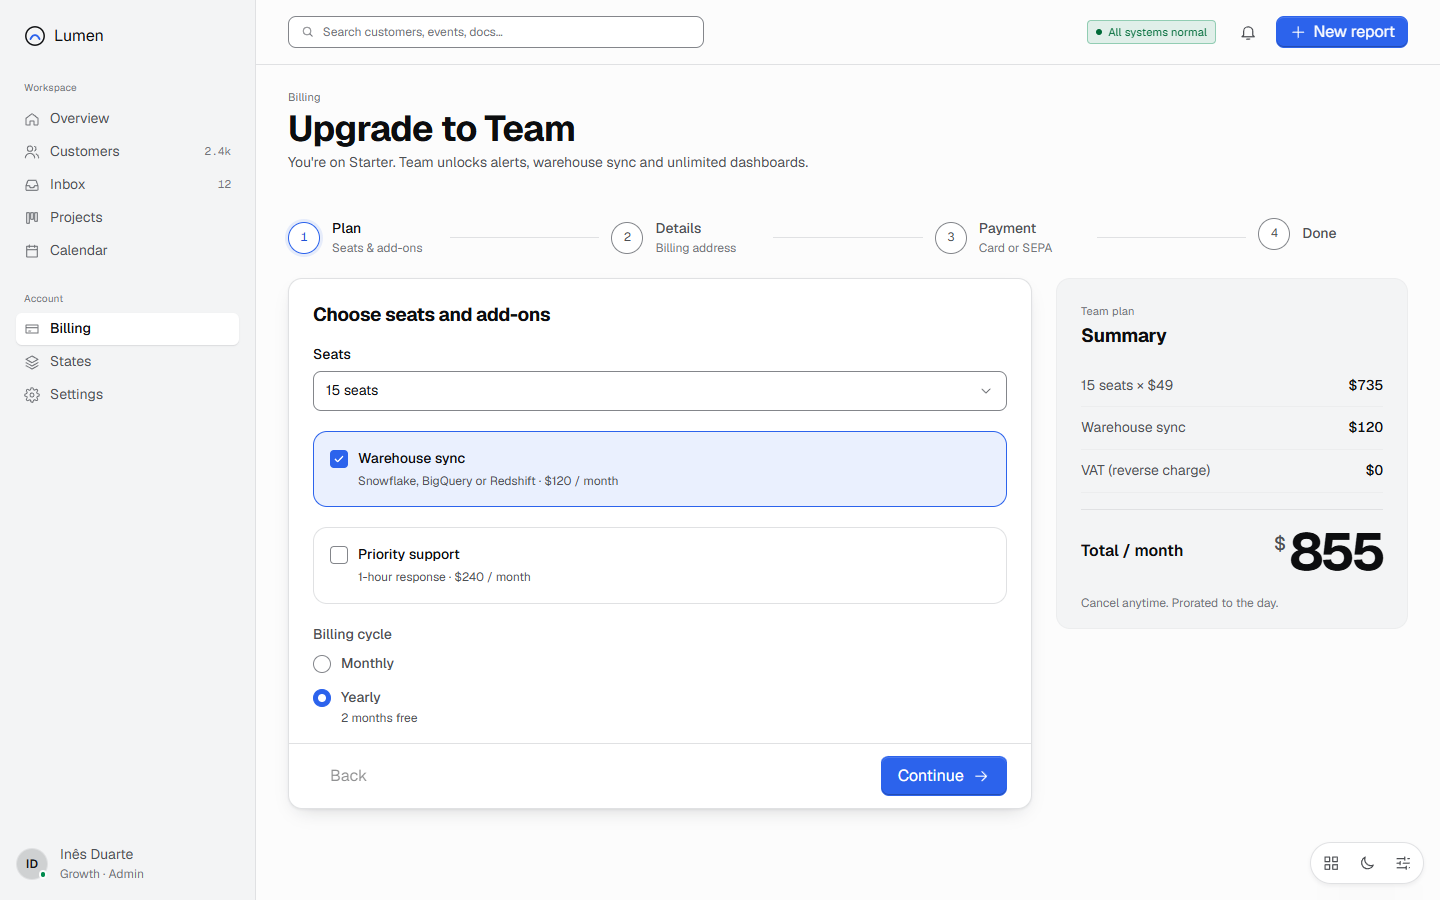 Lumen
Workspace
Overview
Customers 2.4k
Inbox 12
Projects
Calendar
Account
Billing
States
Settings
ID
Inês Duarte
Growth · Admin
Search customers, events, docs...
All systems normal
New report
Billing
Upgrade to Team
You're on Starter. Team unlocks alerts, warehouse sync and unlimited dashboards.
1 Plan
Seats & add-ons
2 Details
Billing address
3 Payment
Card or SEPA
4 Done
Choose seats and add-ons
Seats
15 seats
Warehouse sync
Snowflake, BigQuery or Redshift · $120 / month
Priority support
1-hour response · $240 / month
Billing cycle
Monthly
Yearly
2 months free
Back
Continue
Team plan
Summary
15 seats × $49 $735
Warehouse sync $120
VAT (reverse charge) $0
Total / month $855
Cancel anytime. Prorated to the day.